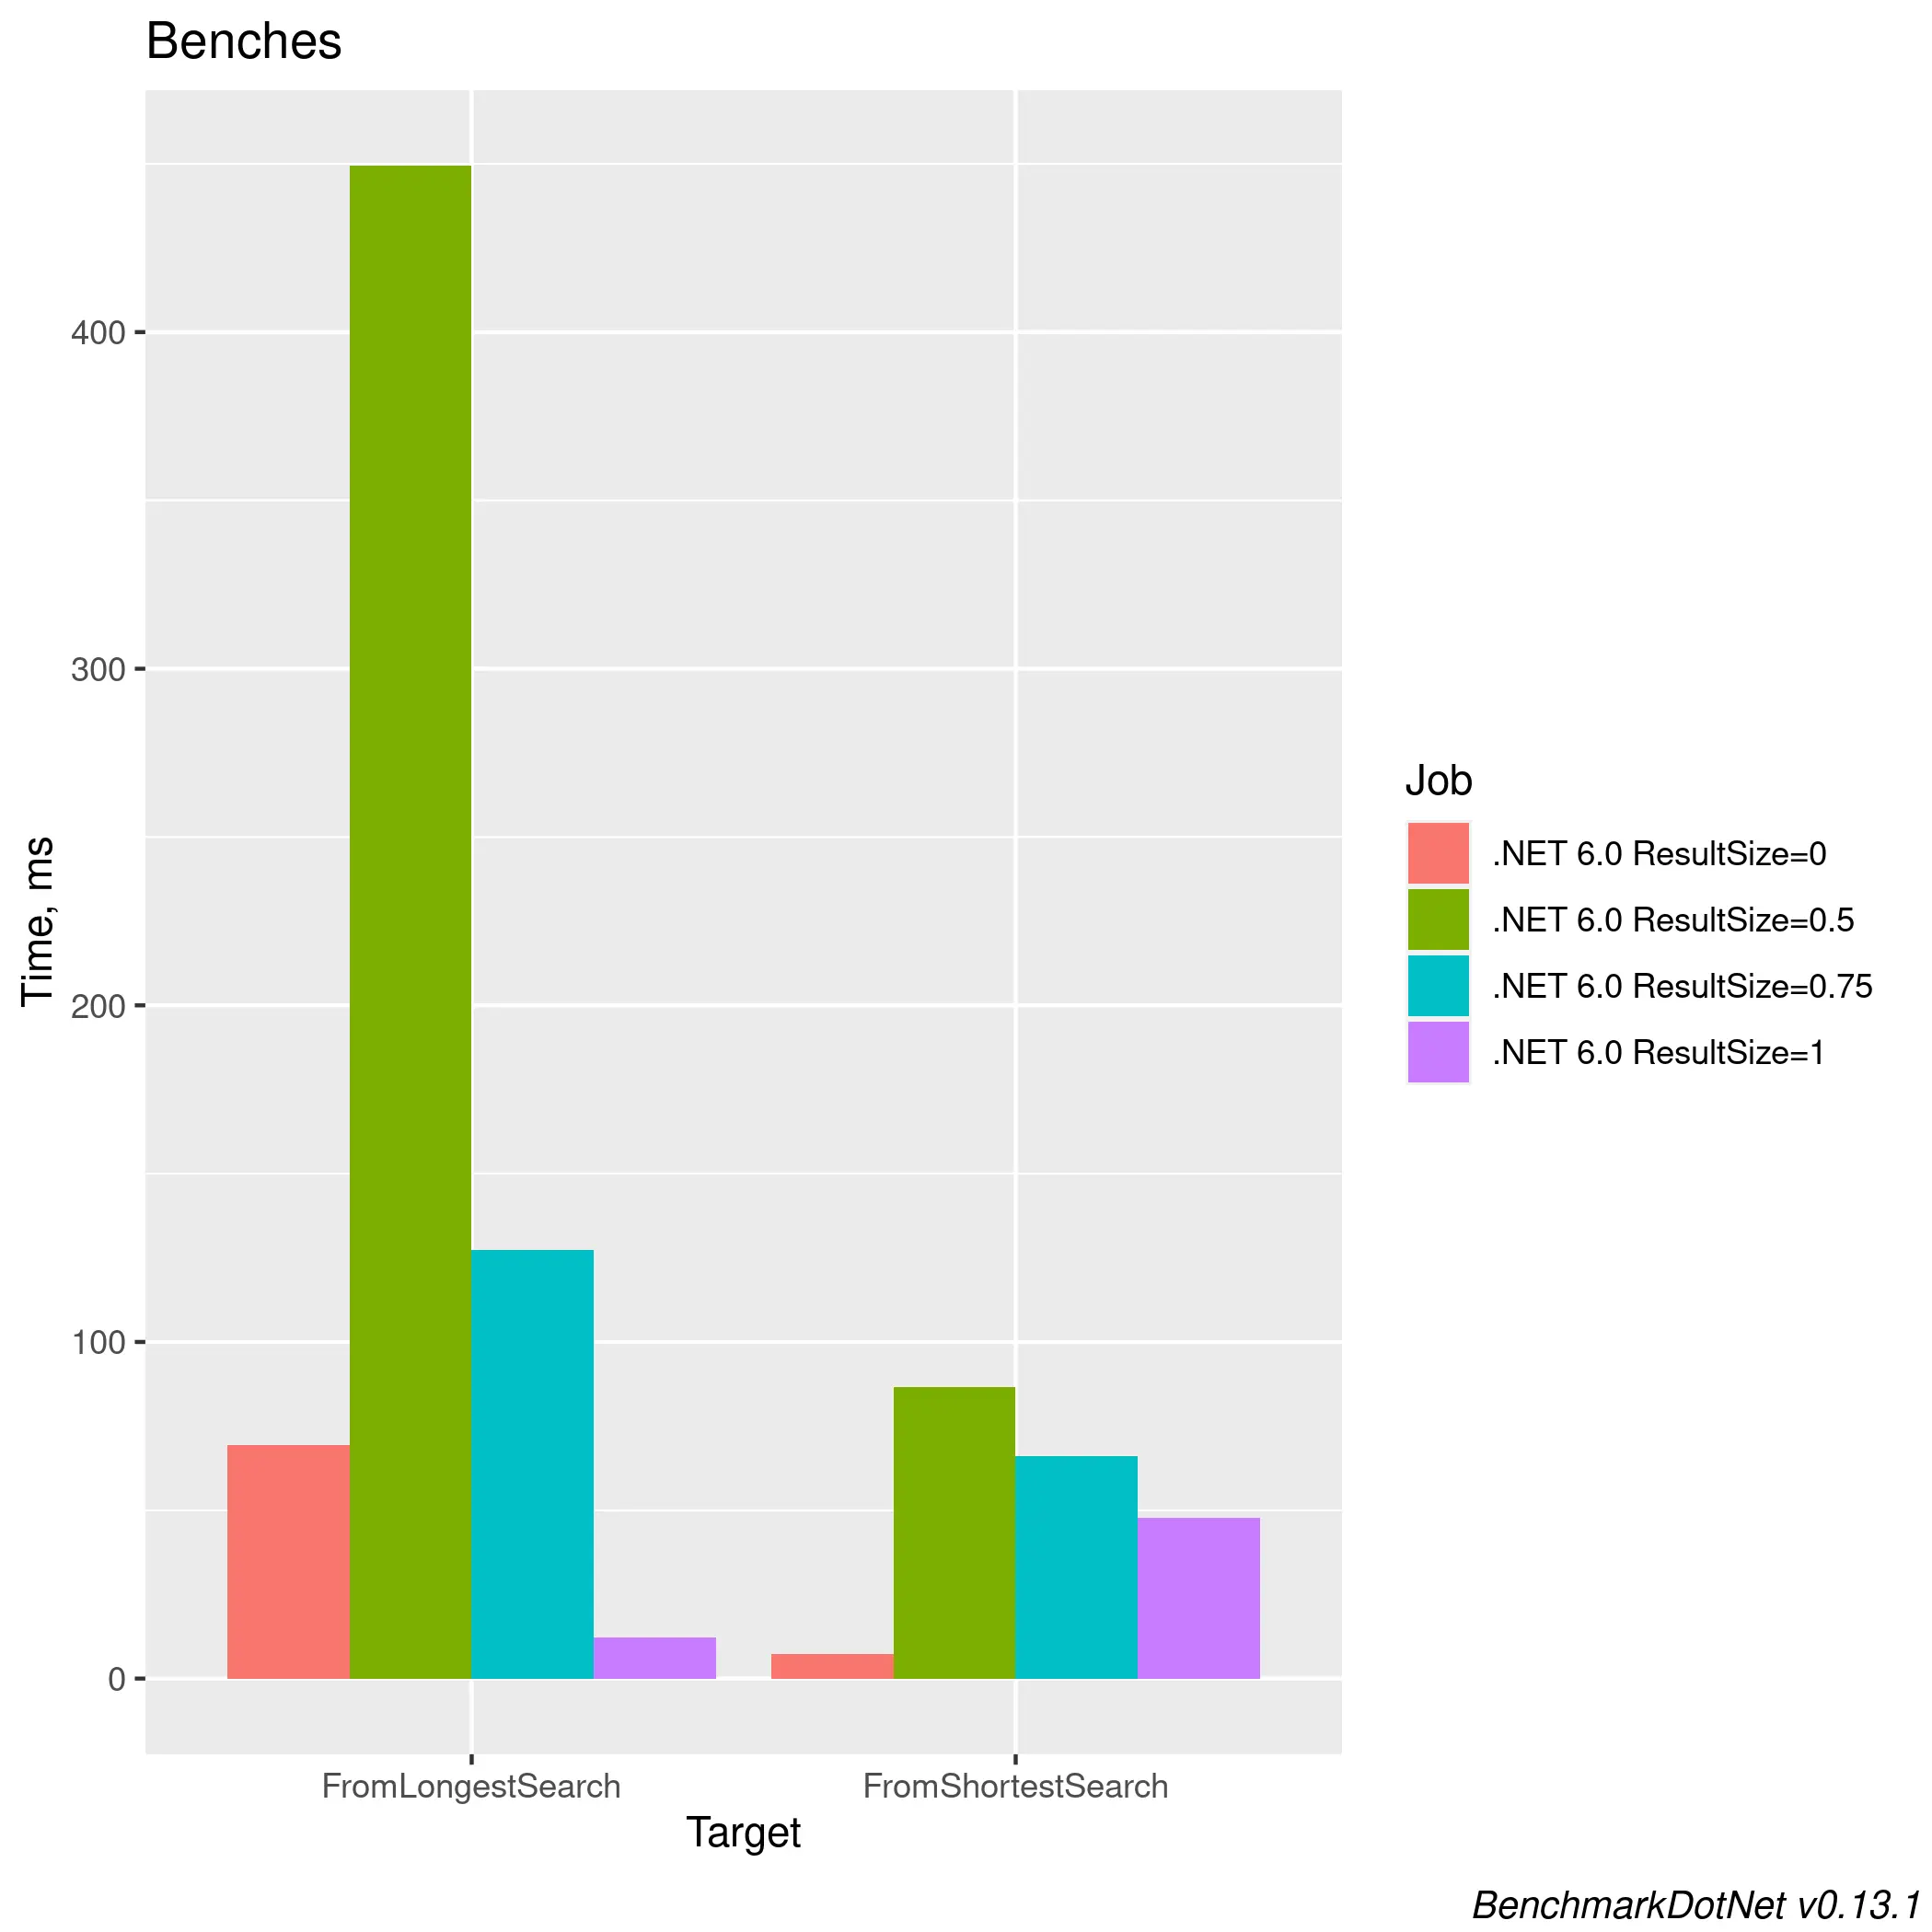 Benches
400
300
200
100
0
Time, ms
FromLongestSearch
FromShortestSearch
Target
Job
.NET 6.0 ResultSize=0
.NET 6.0 ResultSize=0.5
.NET 6.0 ResultSize=0.75
.NET 6.0 ResultSize=1
BenchmarkDotNet v0.13.1